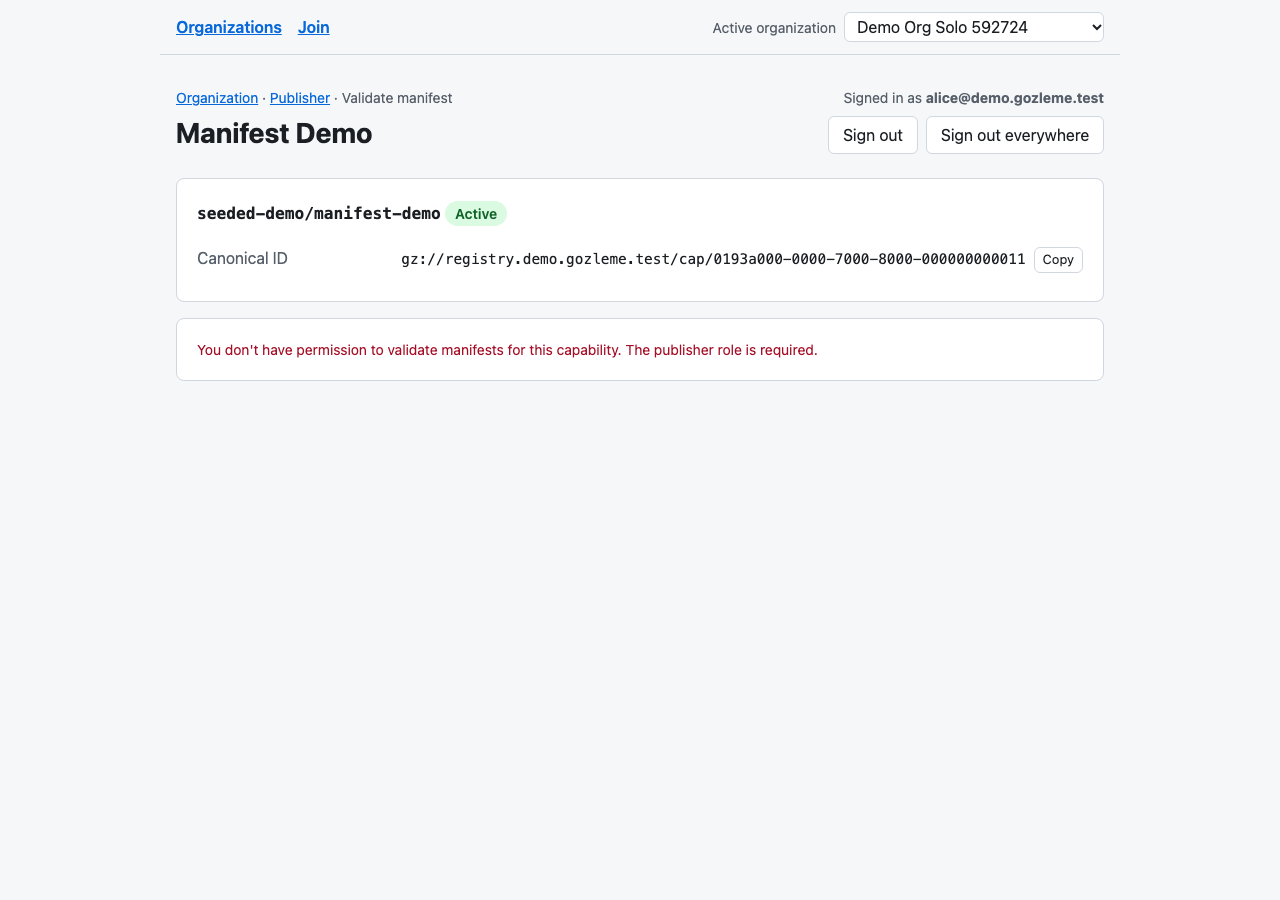 Organizations Join Active organization Demo Org Solo 592724
Organization · Publisher · Validate manifest Signed in as alice@demo.gozleme.test
Manifest Demo Sign out Sign out everywhere
seeded-demo/manifest-demo Active
Canonical ID gz://registry.demo.gozleme.test/cap/0193a000-0000-7000-8000-000000000011 Copy
You don't have permission to validate manifests for this capability. The publisher role is required.